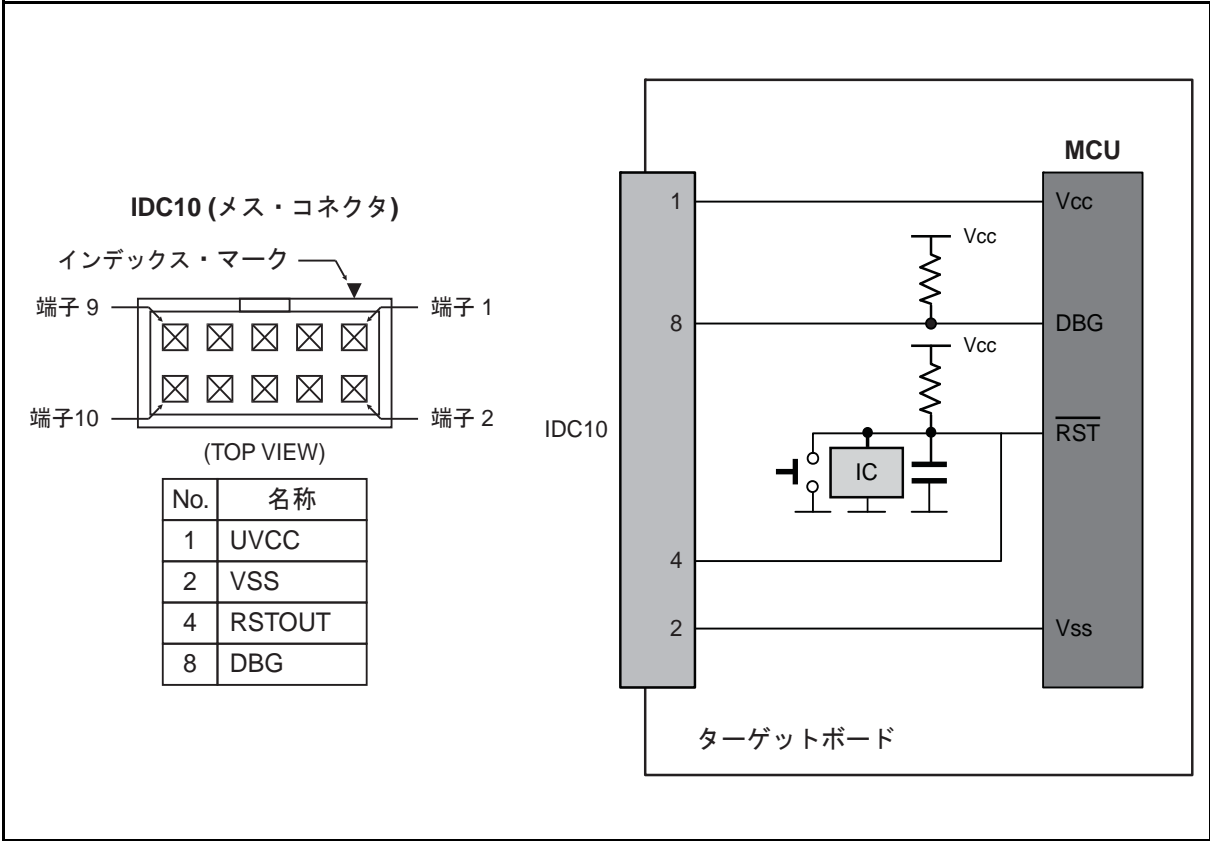 IDC10 (メス・コネクタ)
インデックス・マーク
端子 9
端子 1
端子10
端子 2
(TOP VIEW)
No. 名称
1 UVCC
2 VSS
4 RSTOUT
8 DBG
IDC10
1
8
4
2
MCU
Vcc
Vcc
DBG
Vcc
RST
IC
Vss
ターゲットボード